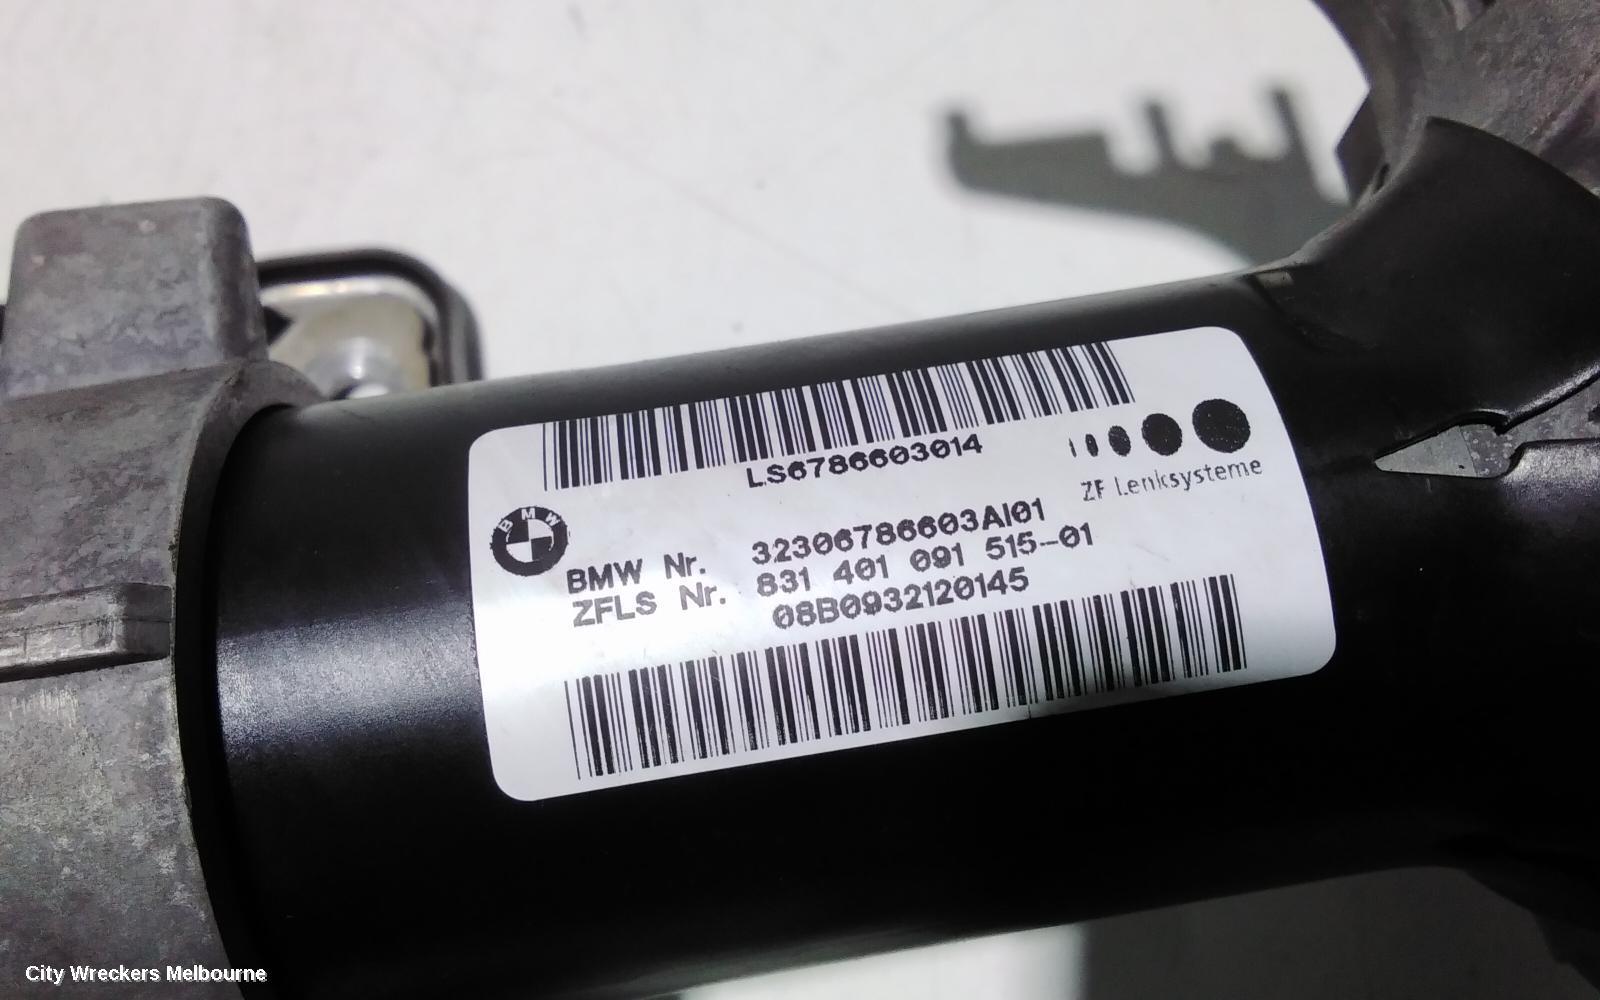 LS6786603014
ZF Lenksysteme
BMW
BMW Nr. 32306786603AI01
ZFLS Nr. 831 401 091 515-01
08B0932120145
City Wreckers Melbourne